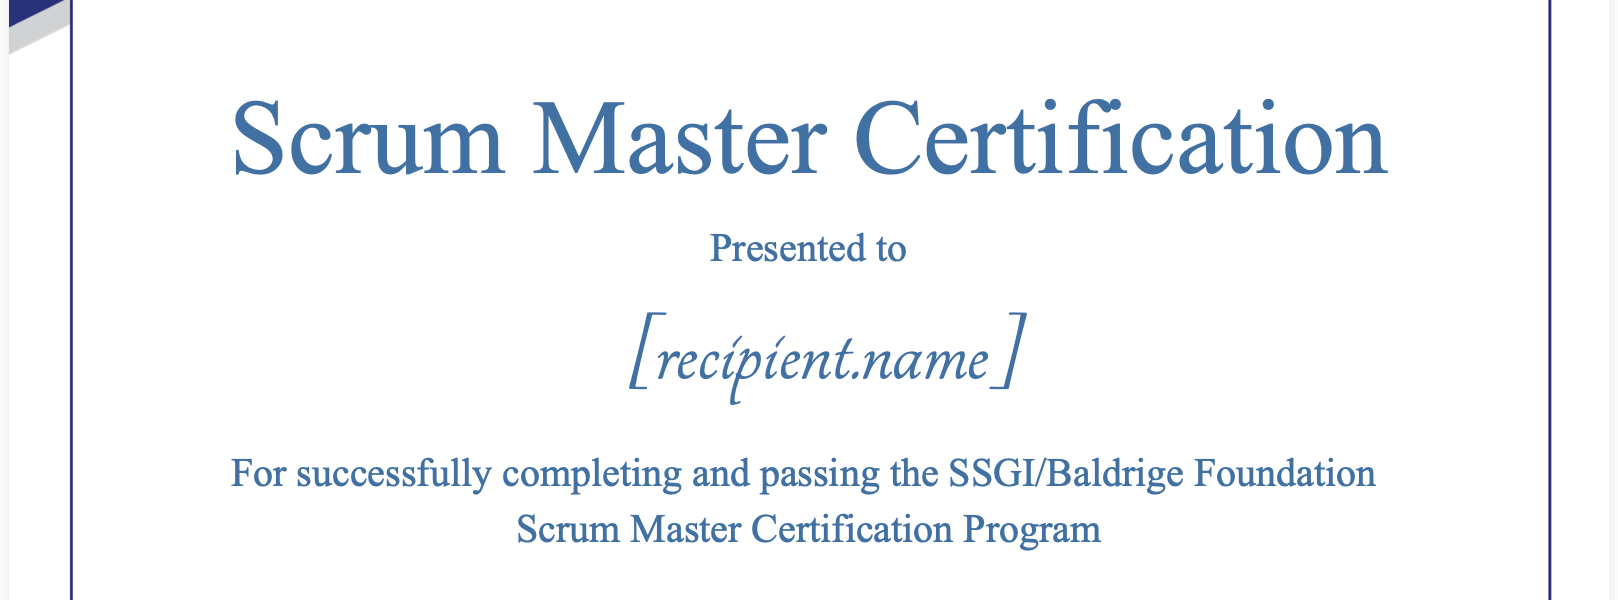 Scrum Master Certification
Presented to
[recipient.name]
For successfully completing and passing the SSGI/Baldrige Foundation
Scrum Master Certification Program